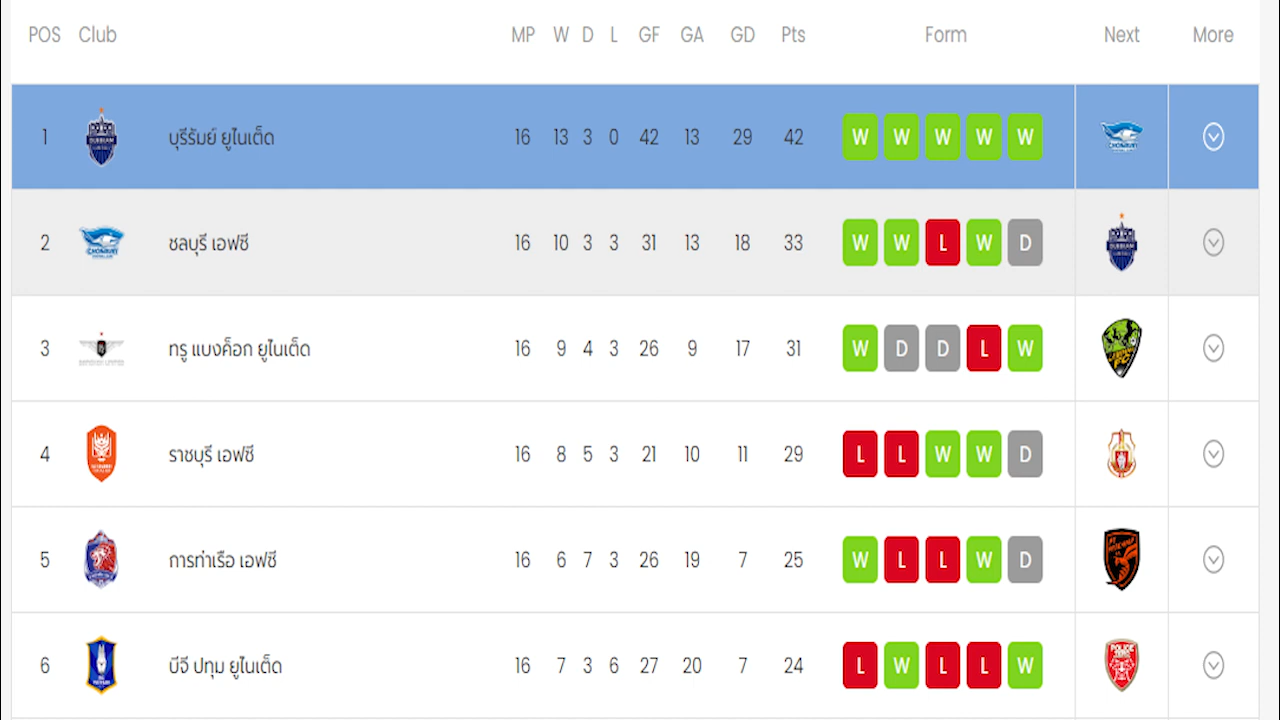 POS Club MP W D L GF GA GD Pts Form Next More
1 บุรีรัมย์ ยูไนเต็ด 16 13 3 0 42 13 29 42 W W W W W
2 ชลบุรี เอฟซี 16 10 3 3 31 13 18 33 W W L W D
3 ทรู แบงค็อก ยูไนเต็ด 16 9 4 3 26 9 17 31 W D D L W
4 ราชบุรี เอฟซี 16 8 5 3 21 10 11 29 L L W W D
5 การท่าเรือ เอฟซี 16 6 7 3 26 19 7 25 W L L W D
6 บีจี ปทุม ยูไนเต็ด 16 7 3 6 27 20 7 24 L W L L W